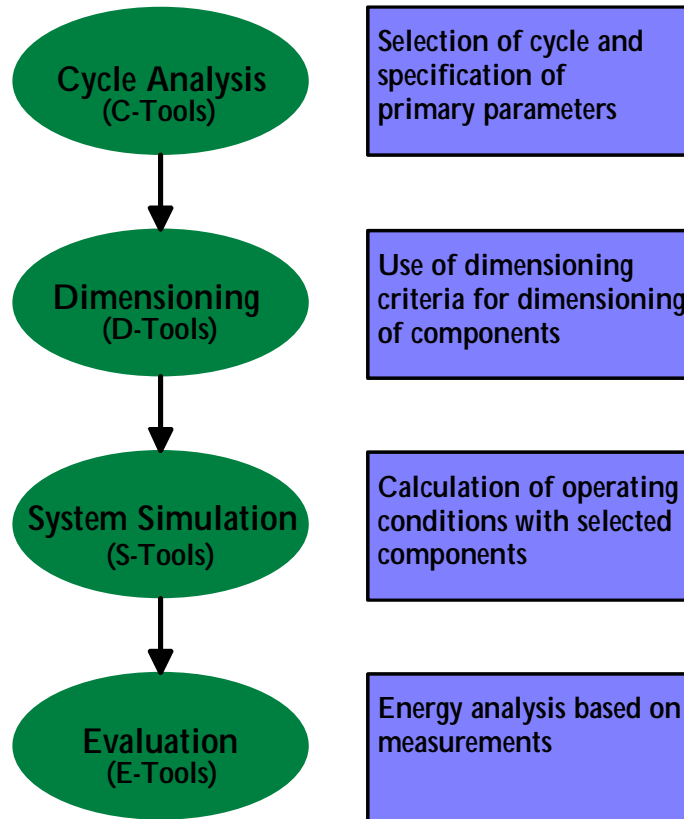 Cycle Analysis
(C-Tools)
Selection of cycle and
specification of
primary parameters
Dimensioning
(D-Tools)
Use of dimensioning
criteria for dimensioning
of components
System Simulation
(S-Tools)
Calculation of operating
conditions with selected
components
Evaluation
(E-Tools)
Energy analysis based on
measurements